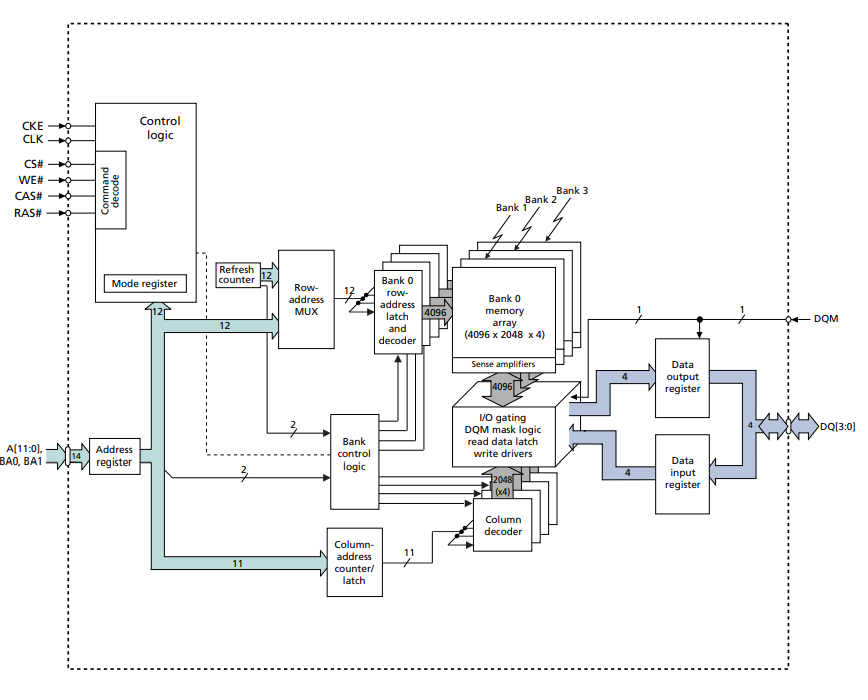 Control
logic
CKE
CLK
CS#
WE#
CAS#
RAS#
Command
decode
Mode register
Bank 3
Bank 2
Bank 1
Refresh
counter
12
Row-
address
MUX
12
Bank 0
row-
address
latch
and
decoder
4096
Bank 0
memory
array
(4096 x 2048 x 4)
Sense amplifiers
4096
12
12
1
1
DQM
Data
output
register
4
I/O gating
DQM mask logic
read data latch
write drivers
4
DQ[3:0]
Data
input
register
4
2
Bank
control
logic
A[11:0],
BA0, BA1
14
Address
register
2
2048
(x4)
Column
decoder
Column-
address
counter/
latch
11
11